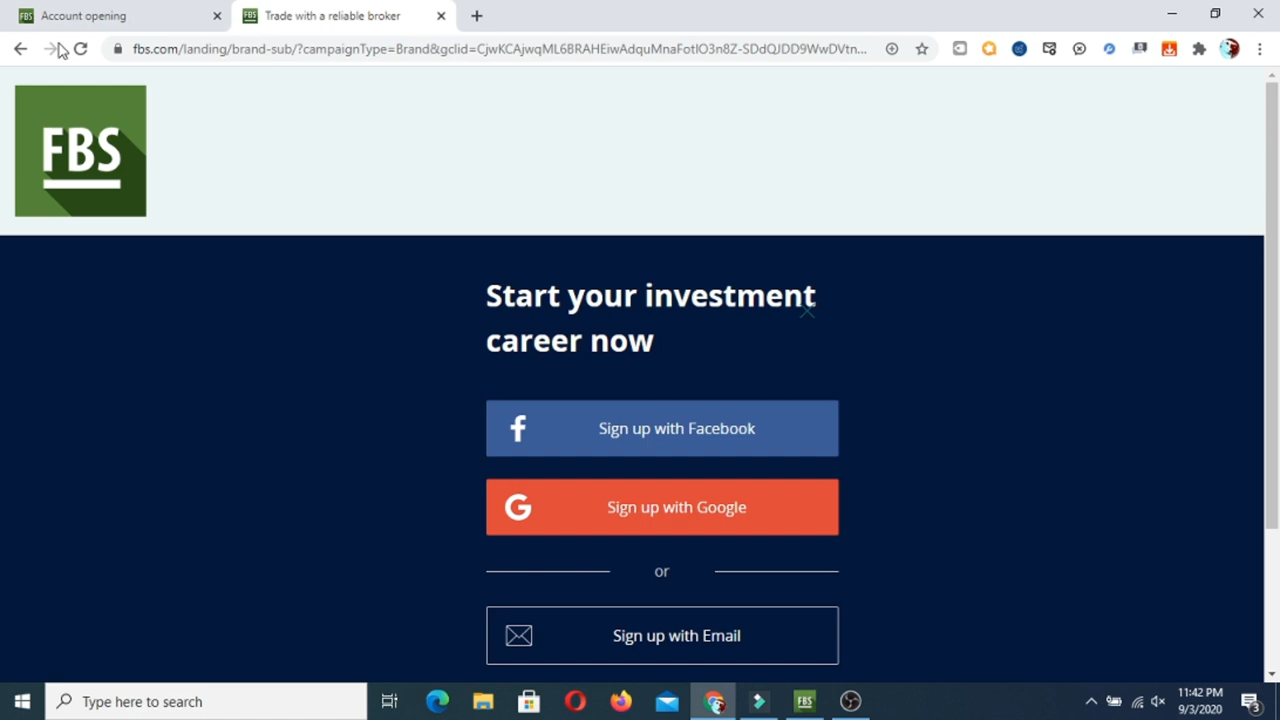 Account opening
Trade with a reliable broker
fbs.com/landing/brand-sub/?campaignType=Brand&gclid=CjwKCAjwqML6BRAHEiwAdquMnaFotIO3n8Z-SDdQJDD9WwDVtn...
FBS
Start your investment
career now
f Sign up with Facebook
G Sign up with Google
or
Sign up with Email
Type here to search
FBS
11:42 PM
9/3/2020
3